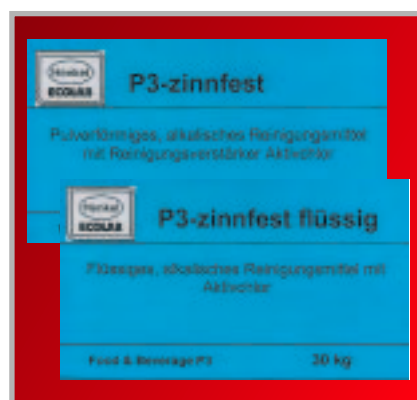 Henkel
ECOLAB
P3-zinnfest
Pulverförmiges, alkalisches Reinigungsmittel
mit Reinigungsverstärker Aktivchlor
Henkel
ECOLAB
P3-zinnfest flüssig
Flüssiges, alkalisches Reinigungsmittel mit
Aktivchlor
Food & Beverage P3
30 kg